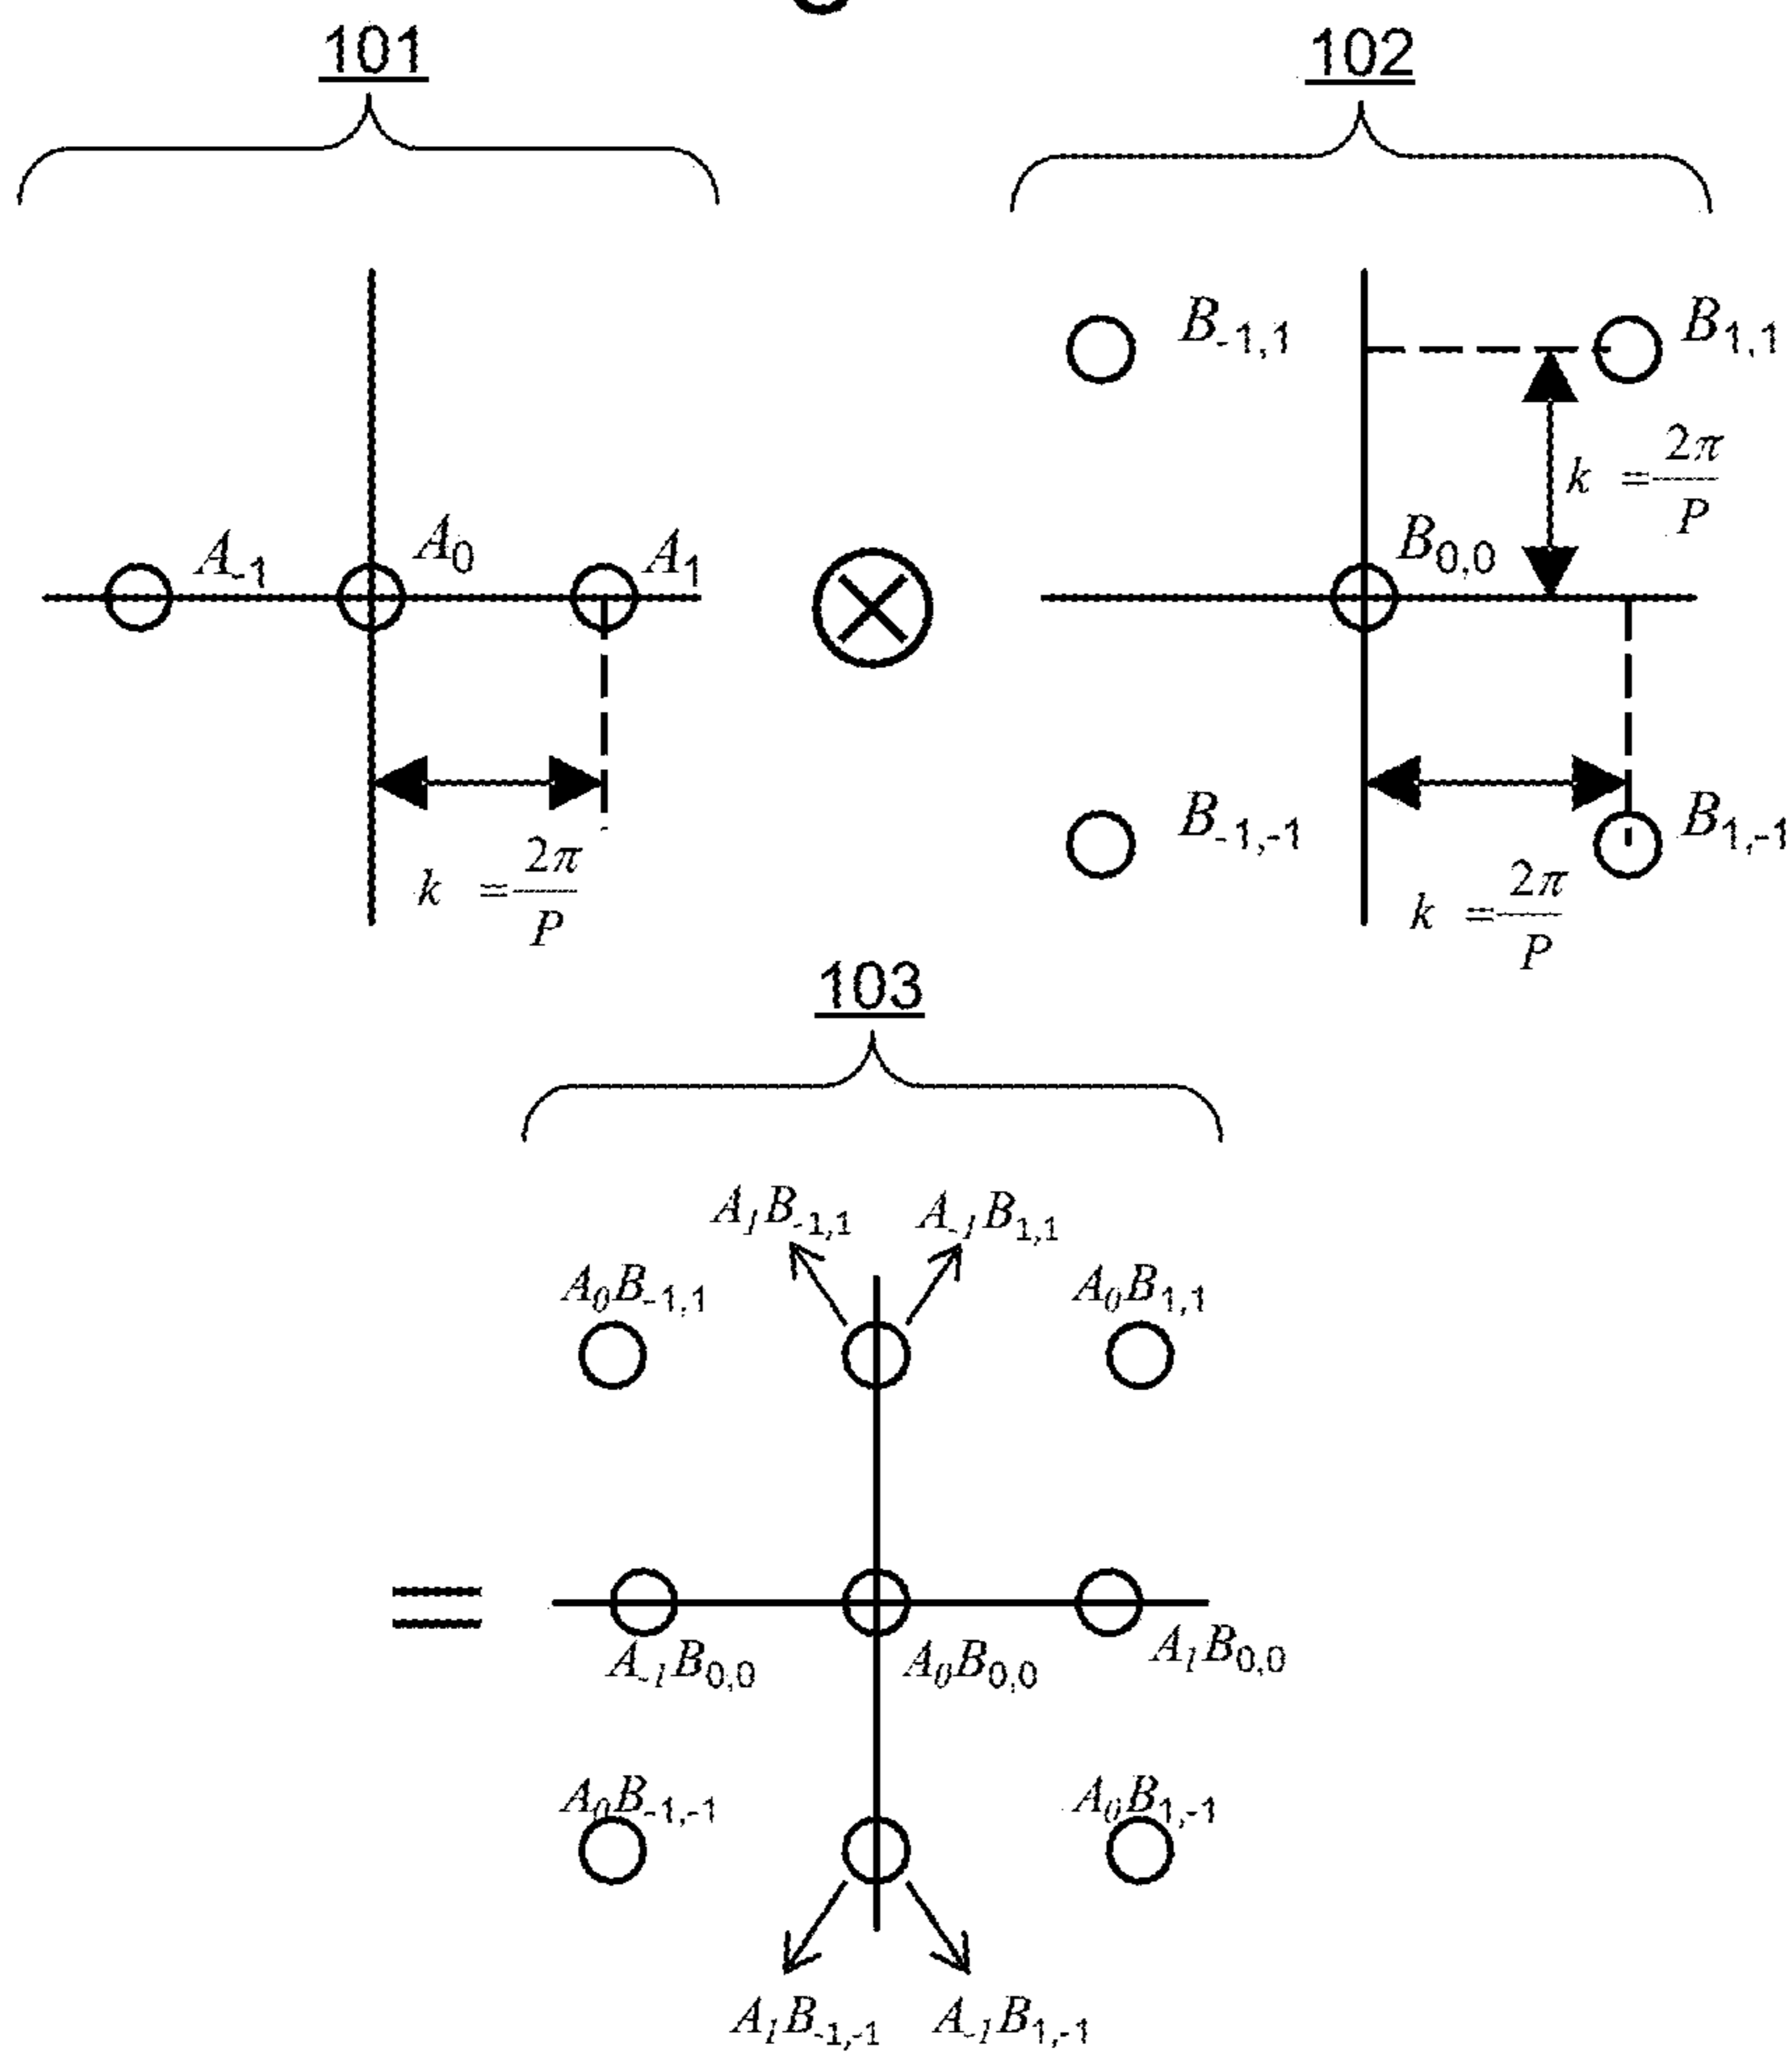 101
102
A₋₁
A₀
A₁
k = 2π/P
⊗
B₋₁,₁
B₁,₁
k = 2π/P
B₀,₀
B₋₁,₋₁
B₁,₋₁
k = 2π/P
103
A₁B₋₁,₁
A₋₁B₁,₁
A₀B₋₁,₁
A₀B₁,₁
=
A₋₁B₀,₀
A₀B₀,₀
A₁B₀,₀
A₀B₋₁,₋₁
A₀B₁,₋₁
A₁B₋₁,₋₁
A₋₁B₁,₋₁